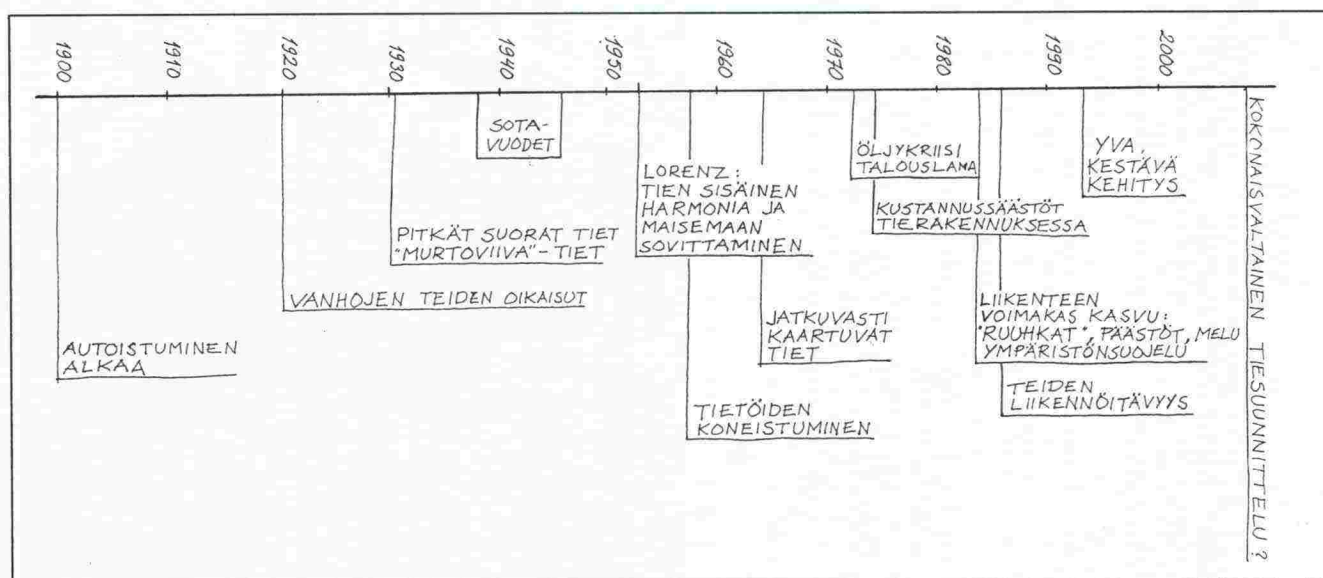 1900
1910
1920
1930
1940
1950
1960
1970
1980
1990
2000
SOTA-
VUODET
LORENZ:
TIEN SISÄINEN
HARMONIA JA
MAISEMAAN
SOVITTAMINEN
ÖLJYKRIISI
TALOUSLAMA
YVA,
KESTÄVÄ
KEHITYS
KUSTANNUSSÄÄSTÖT
TIERAKENNUKSESSA
PITKÄT SUORAT TIET
"MURTOVIIVA"-TIET
VANHOJEN TEIDEN OIKAISUT
JATKUVASTI
KAARTUVAT
TIET
LIIKENTEEN
VOIMAKAS KASVU:
"RUUHKAT", PÄÄSTÖT, MELU
YMPÄRISTÖNSUOJELU
AUTOISTUMINEN
ALKAA
TEIDEN
LIIKENNÖITÄVYYS
TIETÖIDEN
KONEISTUMINEN
KOKONAISVALTAINEN TIESUUNNITTELU?